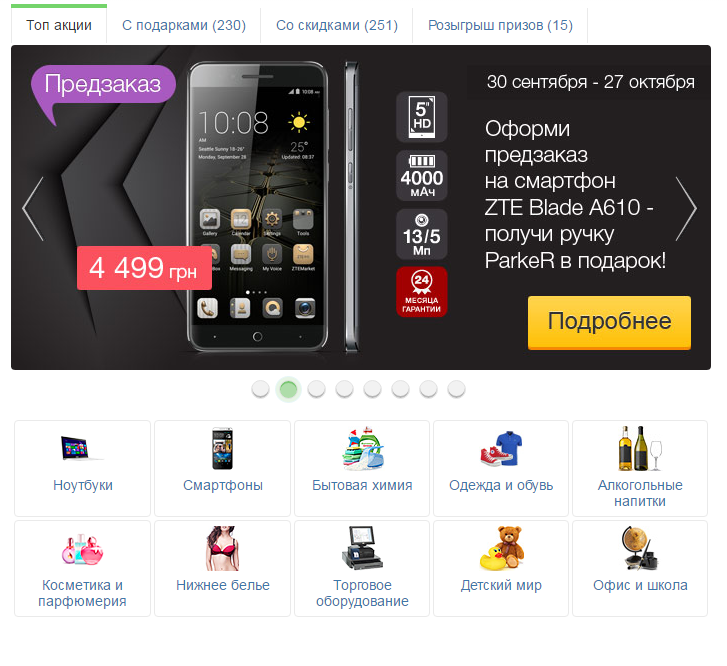 Топ акции
С подарками (230)
Со скидками (251)
Розыгрыш призов (15)
Предзаказ
30 сентября - 27 октября
10:08
10:08
AM
Seattle Sunny 18-26°
Monday, September 26
25°
Updated: 08:37
Gallery
Calendar
Settings
Tools
Messaging
My Voice
ZTEMarket
5"
HD
4000
мАч
13/5
Мп
24
МЕСЯЦА
ГАРАНТИИ
Оформи
предзаказ
на смартфон
ZTE Blade A610 -
получи ручку
ParkeR в подарок!
4 499 грн
Подробнее
Ноутбуки
Смартфоны
Бытовая химия
Одежда и обувь
Алкогольные
напитки
Косметика и
парфюмерия
Нижнее белье
Торговое
оборудование
Детский мир
Офис и школа